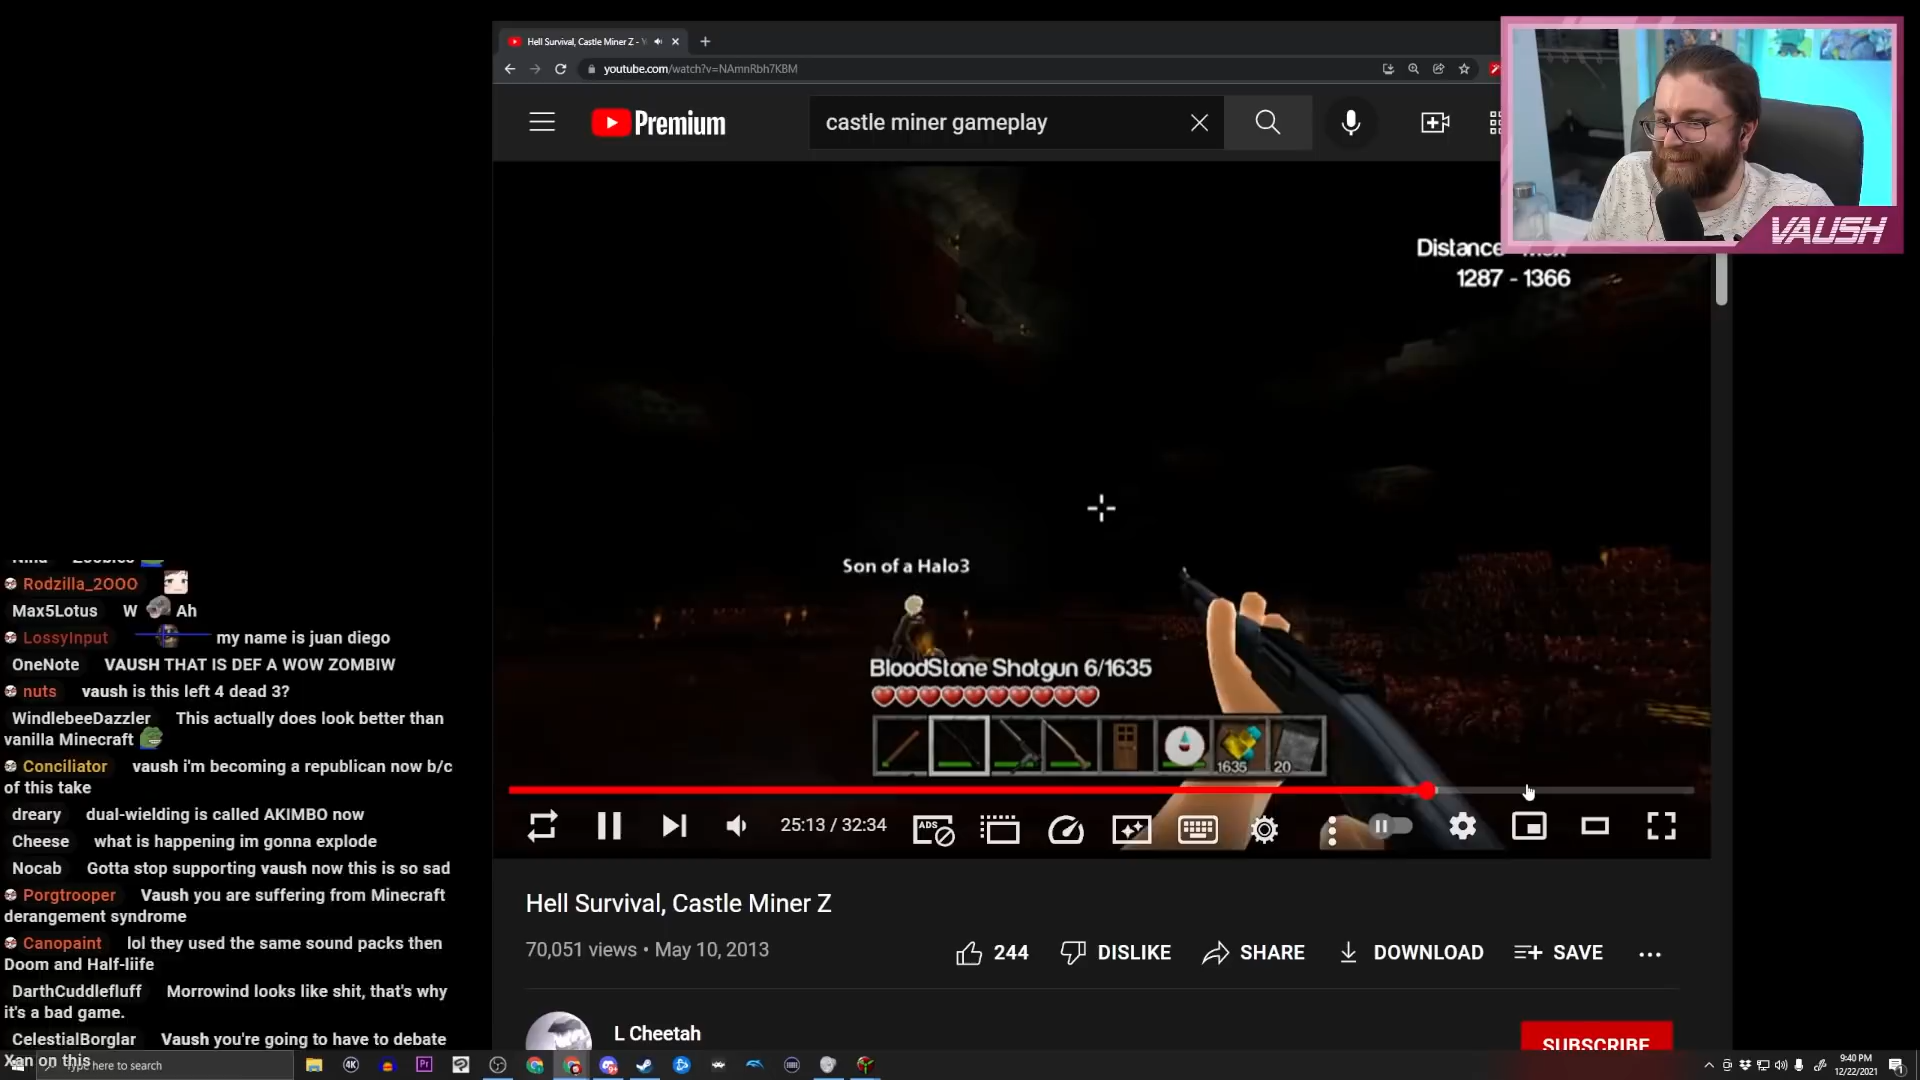 Hell Survival, Castle Miner Z -
youtube.com/watch?v=NAmnRbh7KBM
Premium
castle miner gameplay
VAUSH
Distance
1287 - 1366
Son of a Halo3
BloodStone Shotgun 6/1635
1635
20
25:13 / 32:34
ADS
Hell Survival, Castle Miner Z
70,051 views • May 10, 2013
244
DISLIKE
SHARE
DOWNLOAD
SAVE
L Cheetah
SUBSCRIBE
Rodzilla_2OOO
Max5Lotus W Ah
LossyInput my name is juan diego
OneNote VAUSH THAT IS DEF A WOW ZOMBIW
nuts vaush is this left 4 dead 3?
WindlebeeDazzler This actually does look better than
vanilla Minecraft
Conciliator vaush i'm becoming a republican now b/c
of this take
dreary dual-wielding is called AKIMBO now
Cheese what is happening im gonna explode
Nocab Gotta stop supporting vaush now this is so sad
Porgtrooper Vaush you are suffering from Minecraft
derangement syndrome
Canopaint lol they used the same sound packs then
Doom and Half-liife
DarthCuddlefluff Morrowind looks like shit, that's why
it's a bad game.
CelestialBorglar Vaush you're going to have to debate
Xan on this
Type here to search
4K
Pr
9:40 PM
12/22/2021